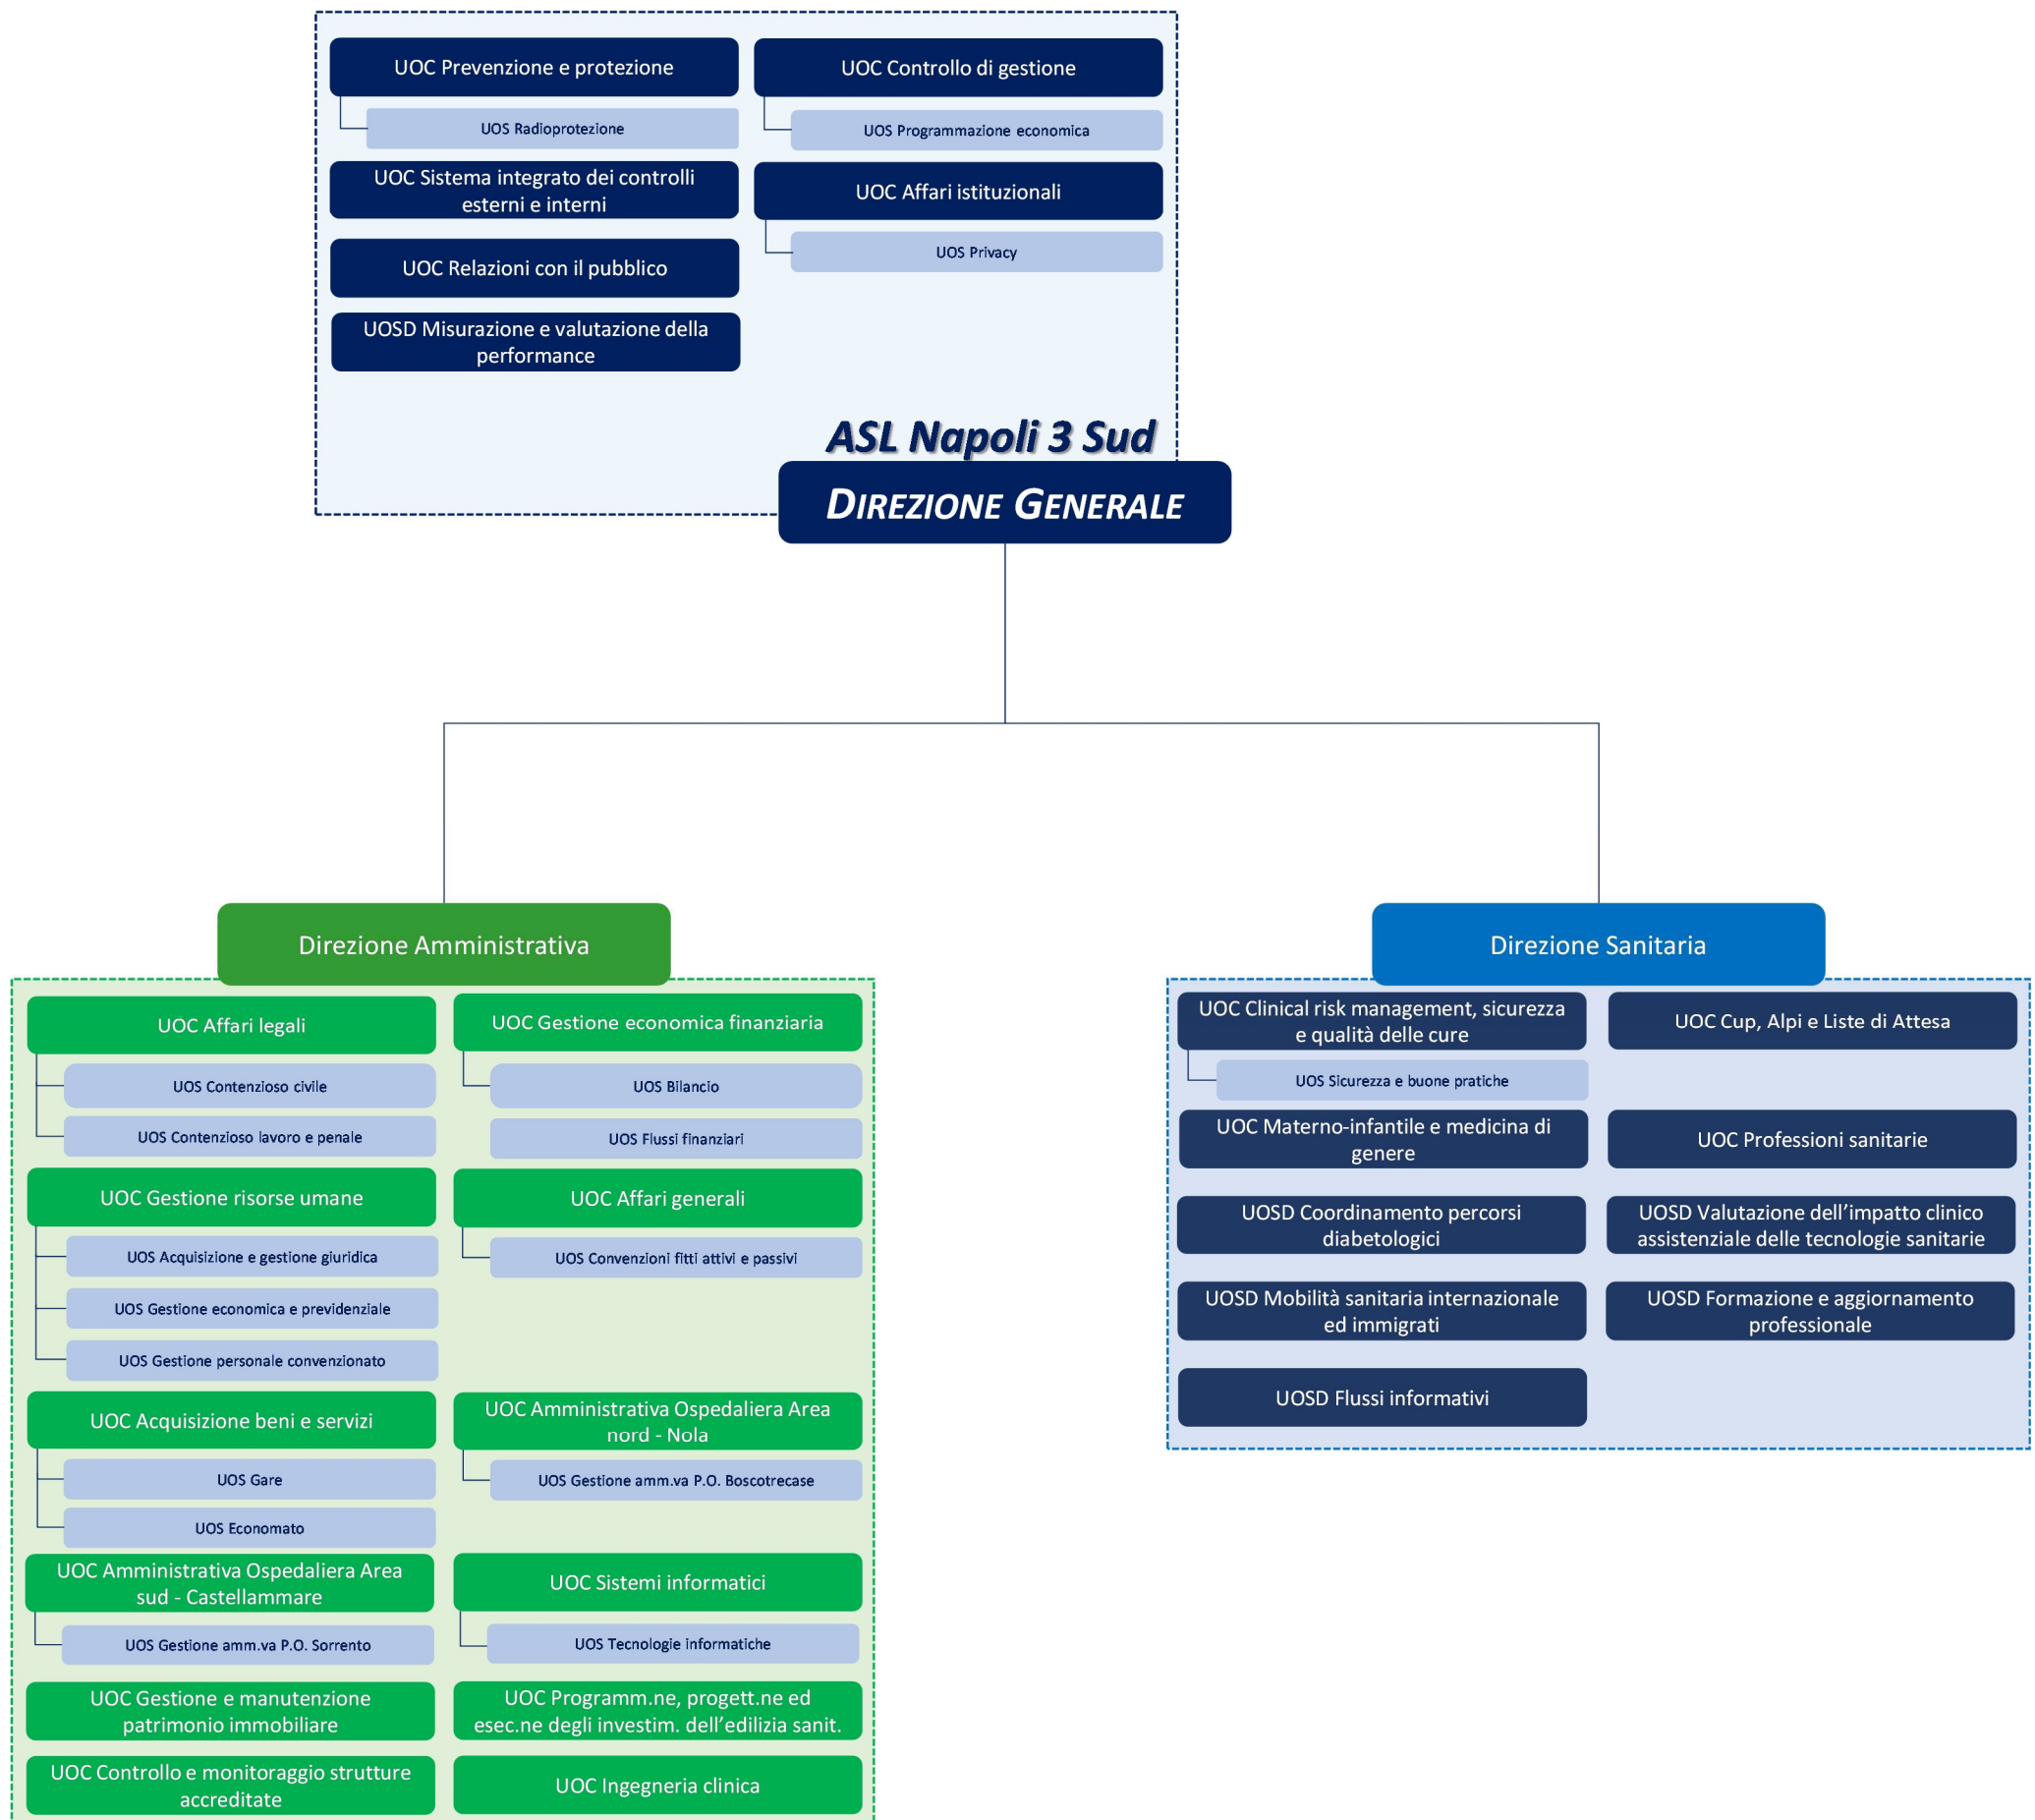 UOC Prevenzione e protezione
UOS Radioprotezione
UOC Sistema integrato dei controlli
esterni e interni
UOC Relazioni con il pubblico
UOSD Misurazione e valutazione della
performance
UOC Controllo di gestione
UOS Programmazione economica
UOC Affari istituzionali
UOS Privacy
ASL Napoli 3 Sud
DIREZIONE GENERALE
Direzione Amministrativa
UOC Affari legali
UOS Contenzioso civile
UOS Contenzioso lavoro e penale
UOC Gestione risorse umane
UOS Acquisizione e gestione giuridica
UOS Gestione economica e previdenziale
UOS Gestione personale convenzionato
UOC Acquisizione beni e servizi
UOS Gare
UOS Economato
UOC Amministrativa Ospedaliera Area
sud - Castellammare
UOS Gestione amm.va P.O. Sorrento
UOC Gestione e manutenzione
patrimonio immobiliare
UOC Controllo e monitoraggio strutture
accreditate
UOC Gestione economica finanziaria
UOS Bilancio
UOS Flussi finanziari
UOC Affari generali
UOS Convenzioni fitti attivi e passivi
UOC Amministrativa Ospedaliera Area
nord - Nola
UOS Gestione amm.va P.O. Boscotrecase
UOC Sistemi informatici
UOS Tecnologie informatiche
UOC Programm.ne, progett.ne ed
esec.ne degli investim. dell’edilizia sanit.
UOC Ingegneria clinica
Direzione Sanitaria
UOC Clinical risk management, sicurezza
e qualità delle cure
UOS Sicurezza e buone pratiche
UOC Materno-infantile e medicina di
genere
UOSD Coordinamento percorsi
diabetologici
UOSD Mobilità sanitaria internazionale
ed immigrati
UOSD Flussi informativi
UOC Cup, Alpi e Liste di Attesa
UOC Professioni sanitarie
UOSD Valutazione dell’impatto clinico
assistenziale delle tecnologie sanitarie
UOSD Formazione e aggiornamento
professionale